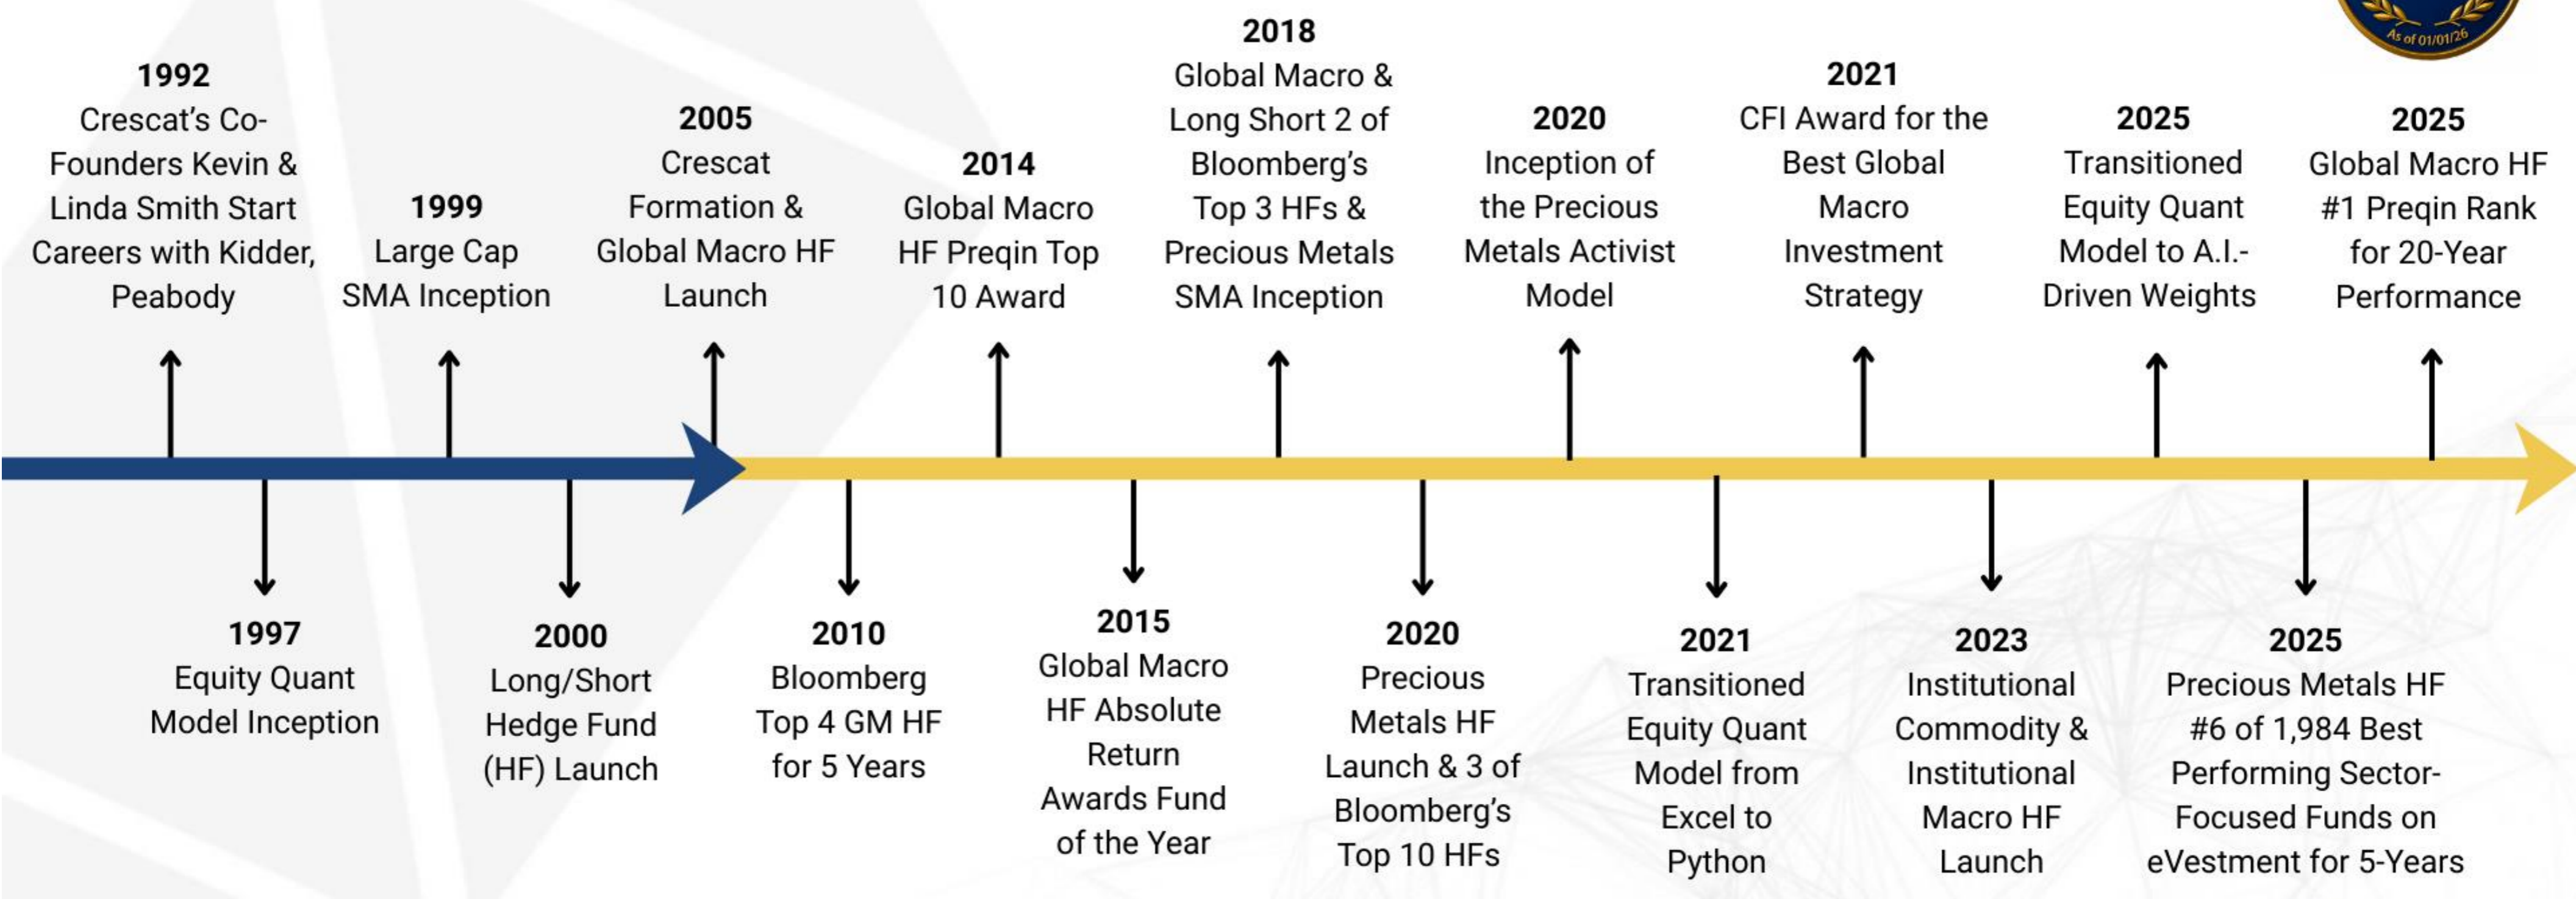 As of 01/01/26
1992
Crescat's Co-
Founders Kevin &
Linda Smith Start
Careers with Kidder,
Peabody
1999
Large Cap
SMA Inception
2005
Crescat
Formation &
Global Macro HF
Launch
2014
Global Macro
HF Preqin Top
10 Award
2018
Global Macro &
Long Short 2 of
Bloomberg's
Top 3 HFs &
Precious Metals
SMA Inception
2020
Inception of
the Precious
Metals Activist
Model
2021
CFI Award for the
Best Global
Macro
Investment
Strategy
2025
Transitioned
Equity Quant
Model to A.I.-
Driven Weights
2025
Global Macro HF
#1 Preqin Rank
for 20-Year
Performance
1997
Equity Quant
Model Inception
2000
Long/Short
Hedge Fund
(HF) Launch
2010
Bloomberg
Top 4 GM HF
for 5 Years
2015
Global Macro
HF Absolute
Return
Awards Fund
of the Year
2020
Precious
Metals HF
Launch & 3 of
Bloomberg's
Top 10 HFs
2021
Transitioned
Equity Quant
Model from
Excel to
Python
2023
Institutional
Commodity &
Institutional
Macro HF
Launch
2025
Precious Metals HF
#6 of 1,984 Best
Performing Sector-
Focused Funds on
eVestment for 5-Years